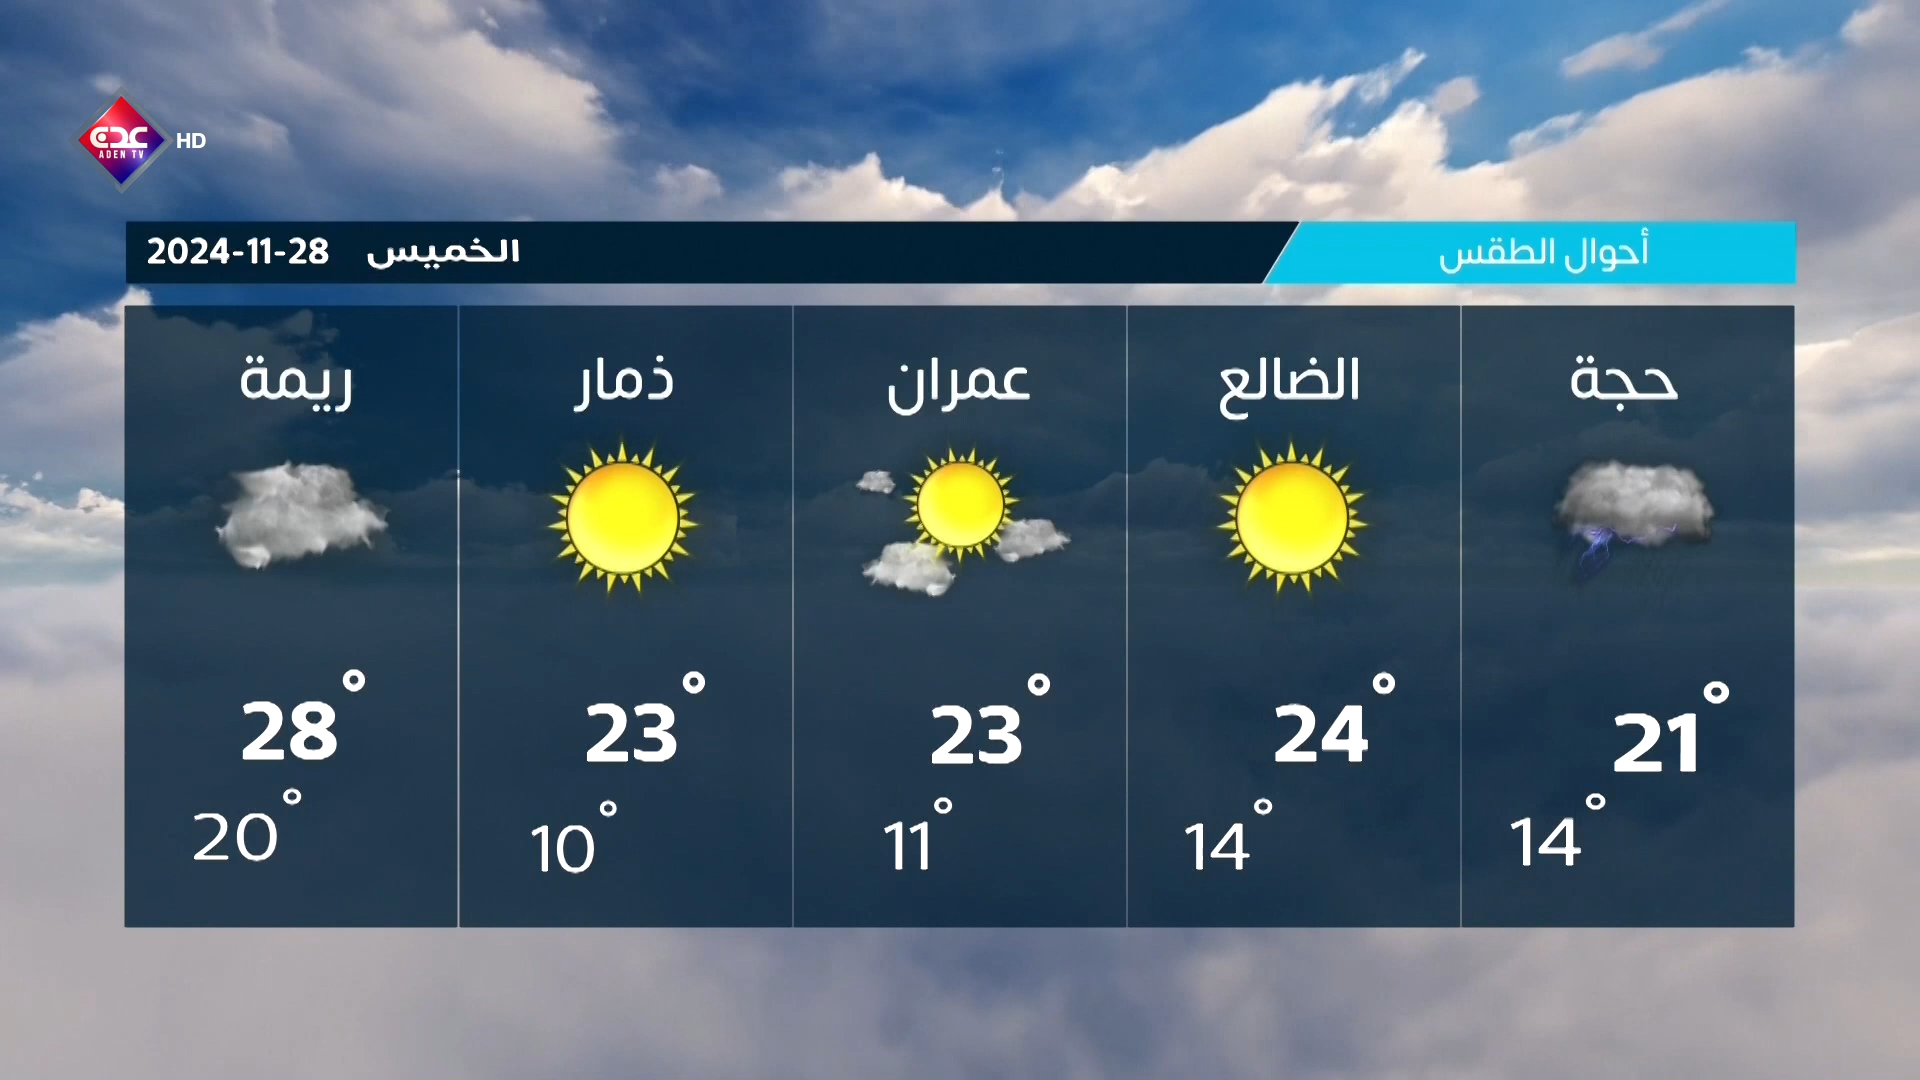 عدن
ADEN TV
HD
أحوال الطقس
الخميس 2024-11-28
حجة الضالع عمران ذمار ريمة
21° 24° 23° 23° 28°
14° 14° 11° 10° 20°